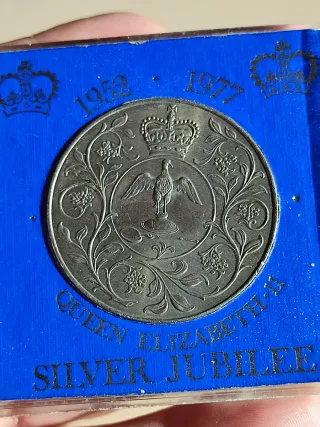 1952 - 1977
QUEEN ELIZABETH·II
SILVER JUBILEE